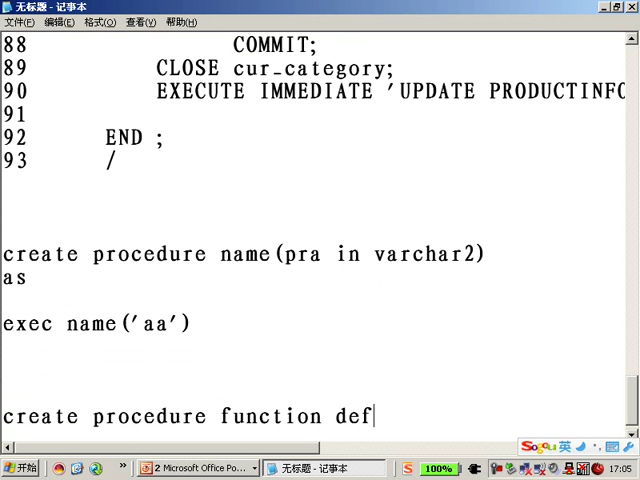 无标题 - 记事本
文件(F) 编辑(E) 格式(O) 查看(V) 帮助(H)
88 COMMIT;
89 CLOSE cur_category;
90 EXECUTE IMMEDIATE 'UPDATE PRODUCTINFO
91
92 END ;
93 /
create procedure name(pra in varchar2)
as
exec name('aa')
create procedure function def
Sogou 英
开始 » 2 Microsoft Office Po... 无标题 - 记事本 S 100% 17:05